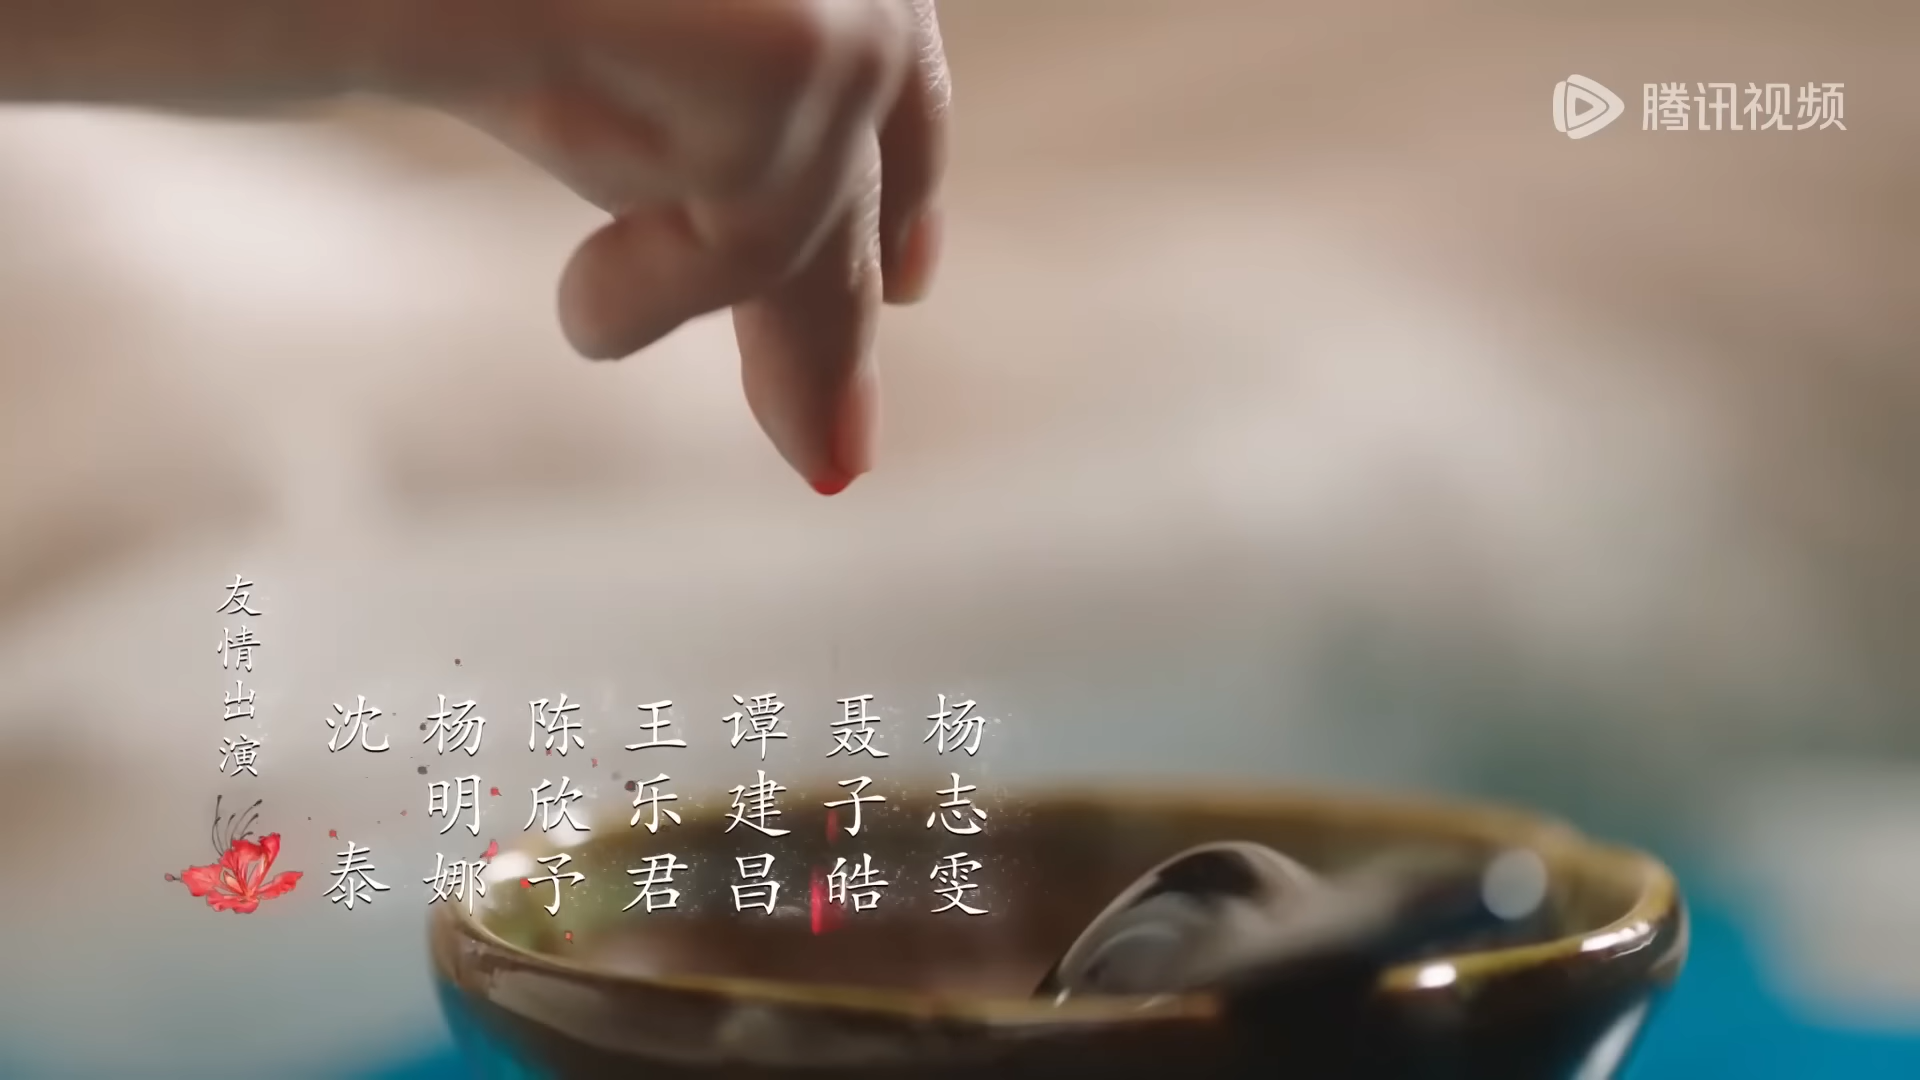 腾讯视频
友情出演
沈泰
杨明娜
陈欣予
王乐君
谭建昌
聂子皓
杨志雯